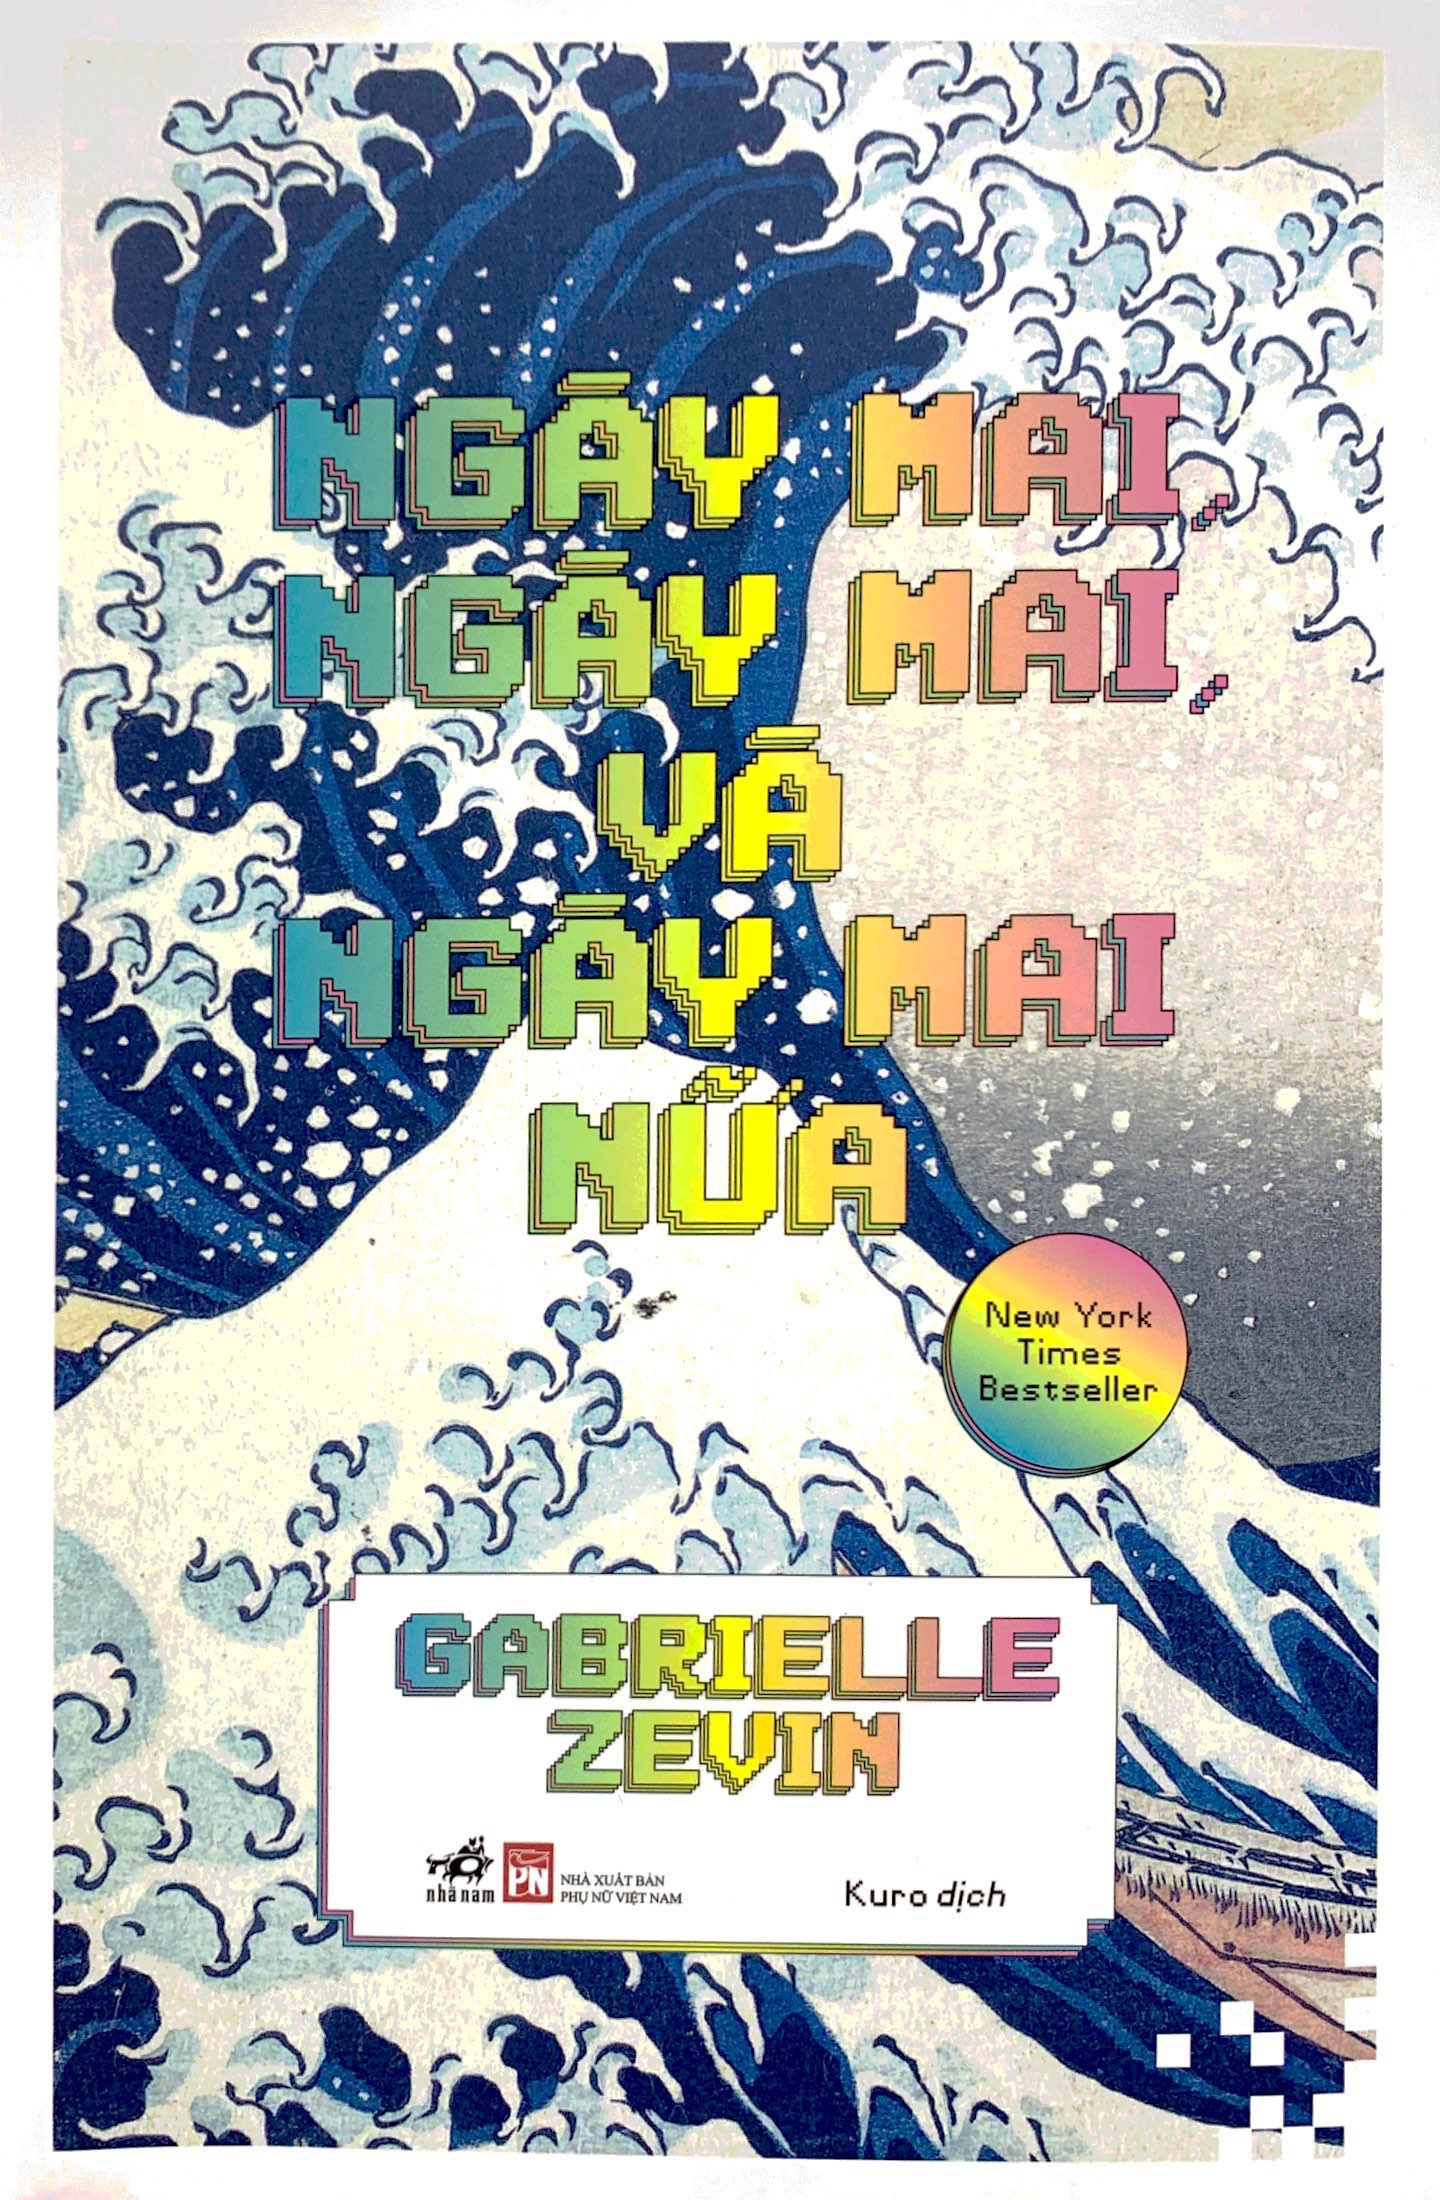 NGÀY MAI,
NGÀY MAI,
VÀ
NGÀY MAI
NỮA
New York
Times
Bestseller
GABRIELLE
ZEVIN
nhã nam
PN
NHÀ XUẤT BẢN
PHỤ NỮ VIỆT NAM
Kuro dịch